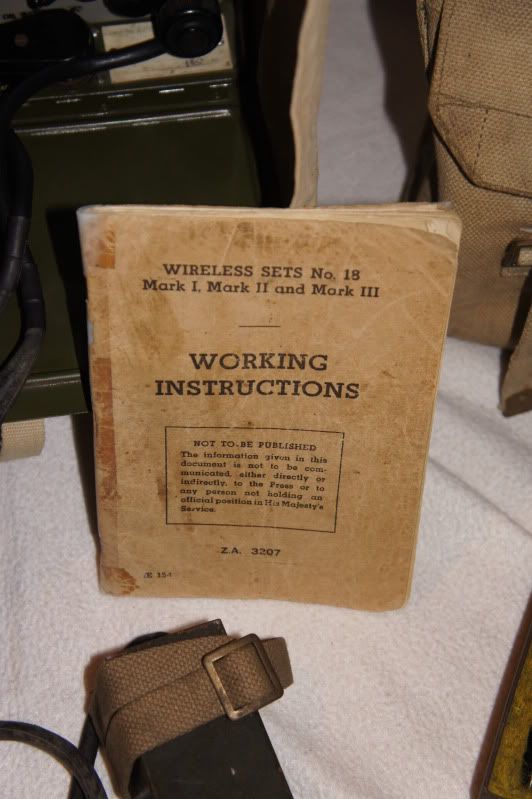 WIRELESS SETS No. 18
Mark I, Mark II and Mark III
WORKING
INSTRUCTIONS
NOT TO BE PUBLISHED
The information given in this
document is not to be com-
municated, either directly or
indirectly, to the Press or to
any person not holding an
official position in His Majesty's
Service.
Z.A. 3207